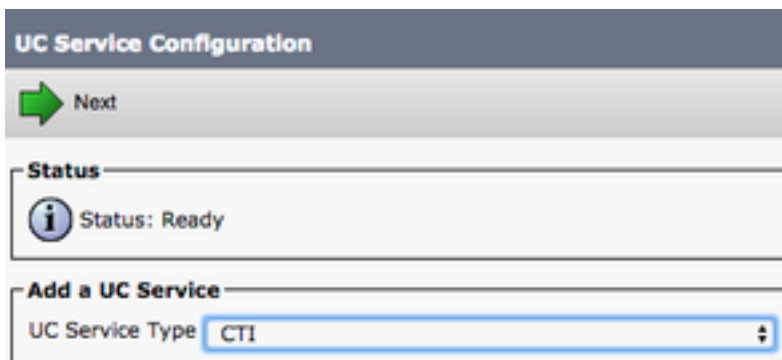 UC Service Configuration
Next
Status
Status: Ready
Add a UC Service
UC Service Type CTI